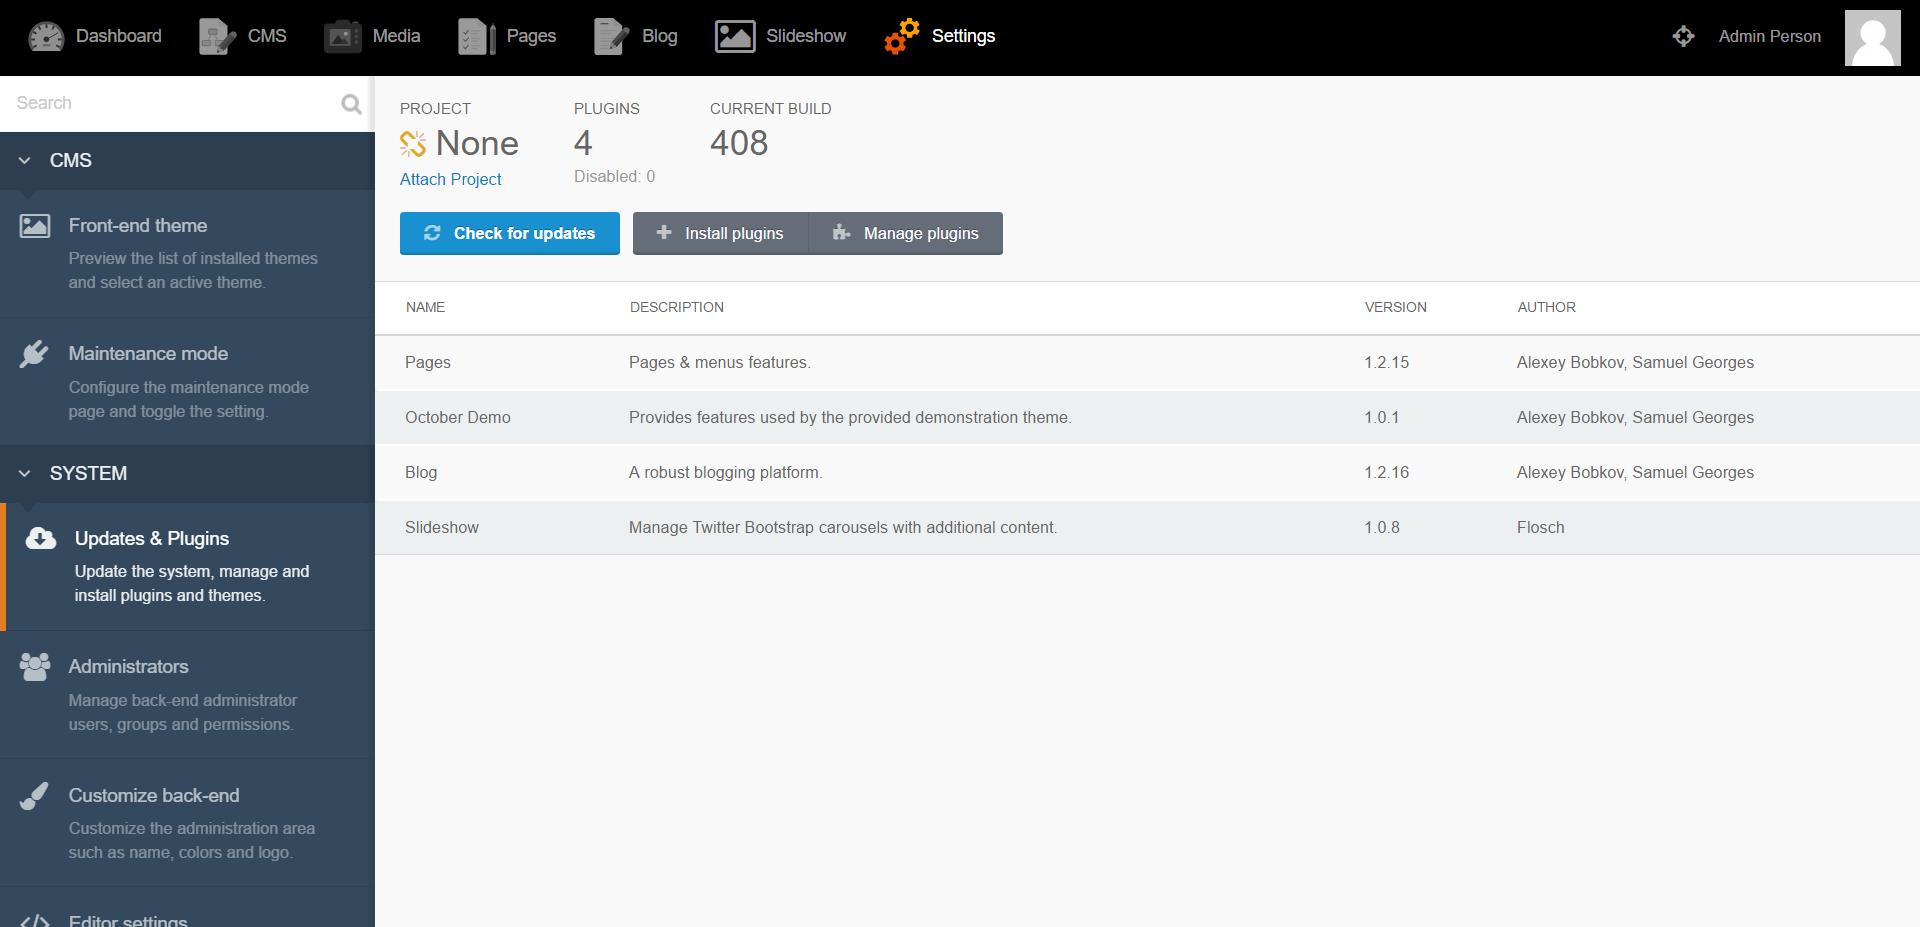 Dashboard CMS Media Pages Blog Slideshow Settings Admin Person
Search
CMS
Front-end theme
Preview the list of installed themes
and select an active theme.
Maintenance mode
Configure the maintenance mode
page and toggle the setting.
SYSTEM
Updates & Plugins
Update the system, manage and
install plugins and themes.
Administrators
Manage back-end administrator
users, groups and permissions.
Customize back-end
Customize the administration area
such as name, colors and logo.
Editor settings
PROJECT PLUGINS CURRENT BUILD
None 4 408
Attach Project Disabled: 0
Check for updates Install plugins Manage plugins
NAME DESCRIPTION VERSION AUTHOR
Pages Pages & menus features. 1.2.15 Alexey Bobkov, Samuel Georges
October Demo Provides features used by the provided demonstration theme. 1.0.1 Alexey Bobkov, Samuel Georges
Blog A robust blogging platform. 1.2.16 Alexey Bobkov, Samuel Georges
Slideshow Manage Twitter Bootstrap carousels with additional content. 1.0.8 Flosch